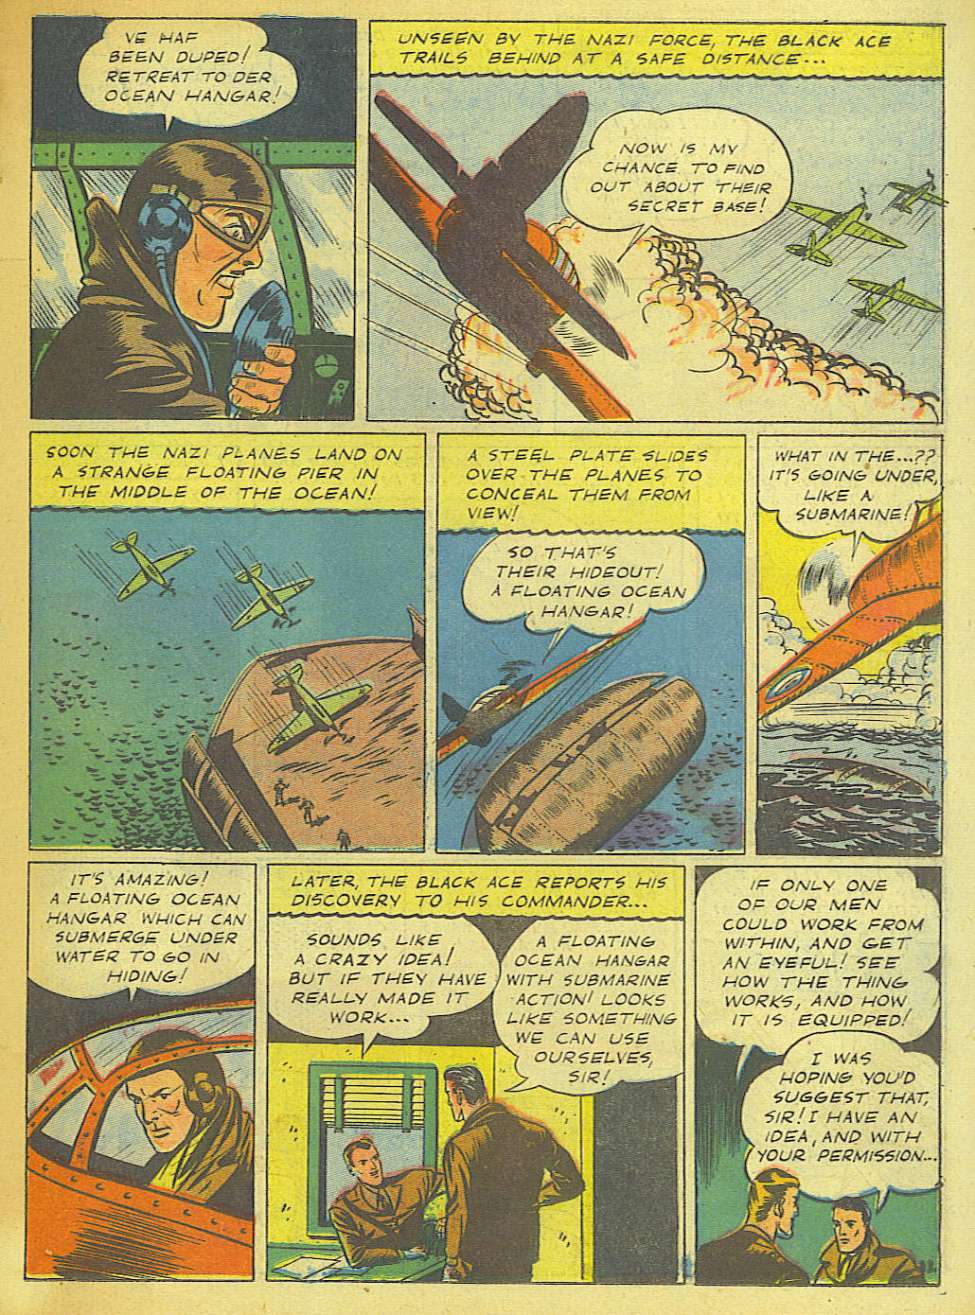 VE HAF
BEEN DUPED!
RETREAT TO DER
OCEAN HANGAR!
UNSEEN BY THE NAZI FORCE, THE BLACK ACE
TRAILS BEHIND AT A SAFE DISTANCE...
NOW IS MY
CHANCE TO FIND
OUT ABOUT THEIR
SECRET BASE!
SOON THE NAZI PLANES LAND ON
A STRANGE FLOATING PIER IN
THE MIDDLE OF THE OCEAN!
A STEEL PLATE SLIDES
OVER THE PLANES TO
CONCEAL THEM FROM
VIEW!
SO THAT'S
THEIR HIDEOUT!
A FLOATING OCEAN
HANGAR!
WHAT IN THE...??
IT'S GOING UNDER,
LIKE A
SUBMARINE!
IT'S AMAZING!
A FLOATING OCEAN
HANGAR WHICH CAN
SUBMERGE UNDER
WATER TO GO IN
HIDING!
LATER, THE BLACK ACE REPORTS HIS
DISCOVERY TO HIS COMMANDER...
SOUNDS LIKE
A CRAZY IDEA!
BUT IF THEY HAVE
REALLY MADE IT
WORK...
A FLOATING
OCEAN HANGAR
WITH SUBMARINE
ACTION! LOOKS
LIKE SOMETHING
WE CAN USE
OURSELVES,
SIR!
IF ONLY ONE
OF OUR MEN
COULD WORK FROM
WITHIN, AND GET
AN EYEFUL! SEE
HOW THE THING
WORKS, AND HOW
IT IS EQUIPPED!
I WAS
HOPING YOU'D
SUGGEST THAT,
SIR! I HAVE AN
IDEA, AND WITH
YOUR PERMISSION...